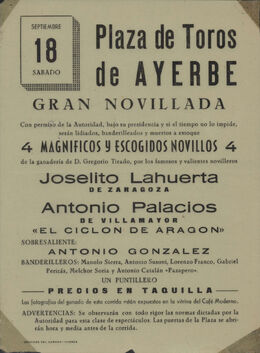 SEPTIEMBRE
18
SABADO
Plaza de Toros
de AYERBE
GRAN NOVILLADA
Con permiso de la Autoridad, bajo su presidencia y si el tiempo no lo impide,
serán lidiados, banderilleados y muertos a estoque
4 MAGNIFICOS Y ESCOGIDOS NOVILLOS 4
de la ganadería de D. Gregorio Tirado, por los famosos y valientes novilleros
Joselito Lahuerta
DE ZARAGOZA
Antonio Palacios
DE VILLAMAYOR
«EL CICLON DE ARAGON»
SOBRESALIENTE:
ANTONIO GONZALEZ
BANDERILLEROS: Manolo Sierra, Antonio Susoni, Lorenzo Franco, Gabriel
Perizás, Melchor Soria y Antonio Catalán «Pazapero»
UN PUNTILLERO
PRECIOS EN TAQUILLA
Las fotografías del ganado de esta corrida están expuestas en la vitrina del Café Moderno.
ADVERTENCIAS: Se observarán con todo rigor las normas dictadas por la
Autoridad para esta clase de espectáculos. Las puertas de la Plaza se abri-
rán hora y media antes de la corrida.